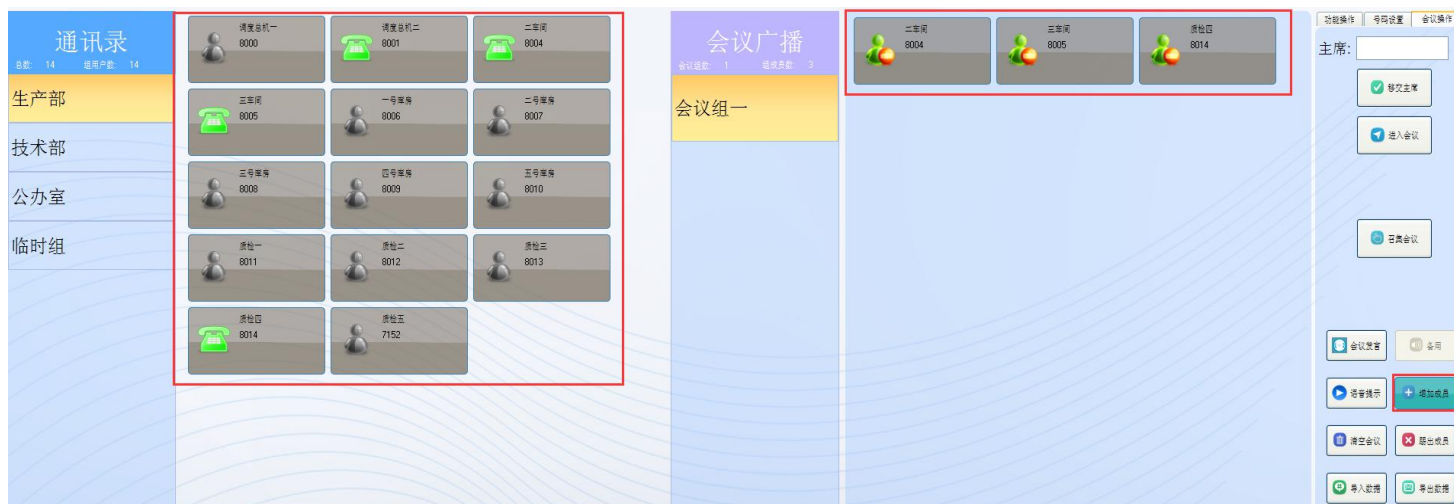 通讯录
总数: 14 组用户数: 14
生产部
技术部
公办室
临时组
调度总机一
8000
调度总机二
8001
二车间
8004
三车间
8005
一号库房
8006
二号库房
8007
三号库房
8008
四号库房
8009
五号库房
8010
质检一
8011
质检二
8012
质检三
8013
质检四
8014
质检五
7152
会议广播
会议组数: 1 组成员数: 3
会议组一
二车间
8004
三车间
8005
质检四
8014
功能操作 号码设置 会议操作
主席:
移交主席
进入会议
召集会议
会议发言 备用
语音提示 增加成员
清空会议 踢出成员
导入数据 导出数据